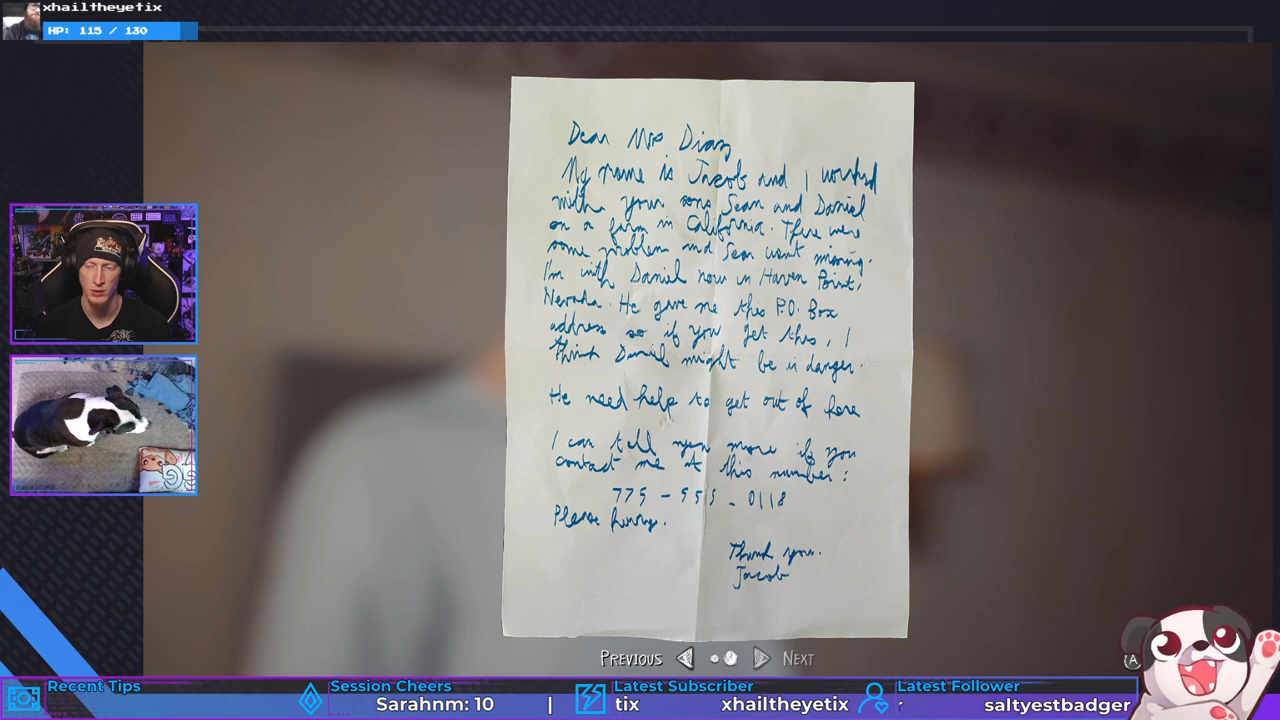 xhailtheyetix
HP: 115 / 130
Dear Mrs Diaz
My name is Jacob and I worked
with your sons Sean and Daniel
on a farm in California. There were
some problem and Sean went missing.
I'm with Daniel now in Haven Point,
Nevada. He gave me this P.O. Box
address so if you get this, I
think Daniel might be in danger.
He need help to get out of here
I can tell you more if you
contact me at this number:
775 - 555 - 0118
Please hurry.
Thank you.
Jacob
PREVIOUS NEXT
A
Recent Tips
Session Cheers
Sarahnm: 10 |
Latest Subscriber
tix xhailtheyetix
Latest Follower
saltyestbadger